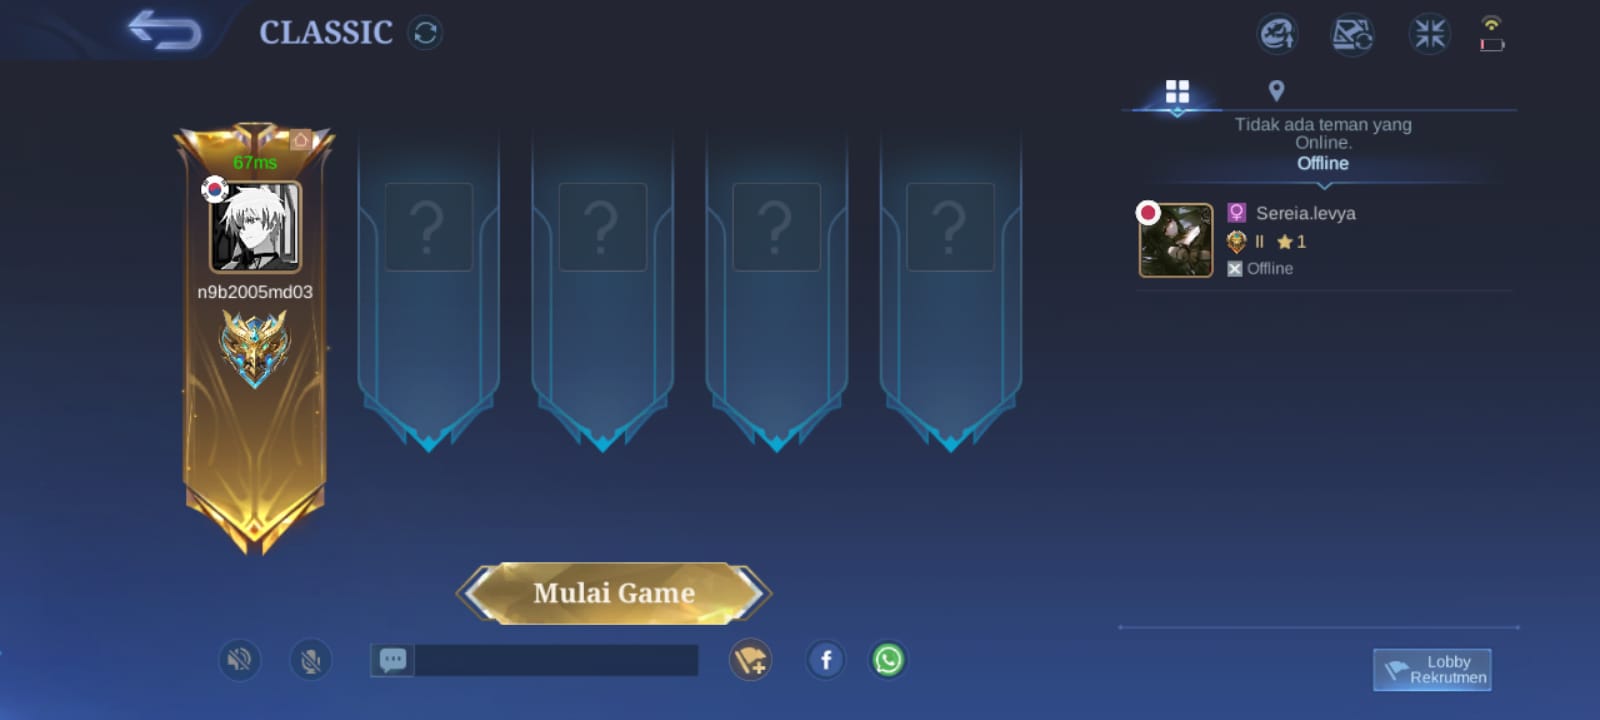 CLASSIC
67ms
n9b2005md03
?
?
?
?
Tidak ada teman yang
Online.
Offline
Sereia.levya
II ★1
Offline
Mulai Game
Lobby
Rekrutmen